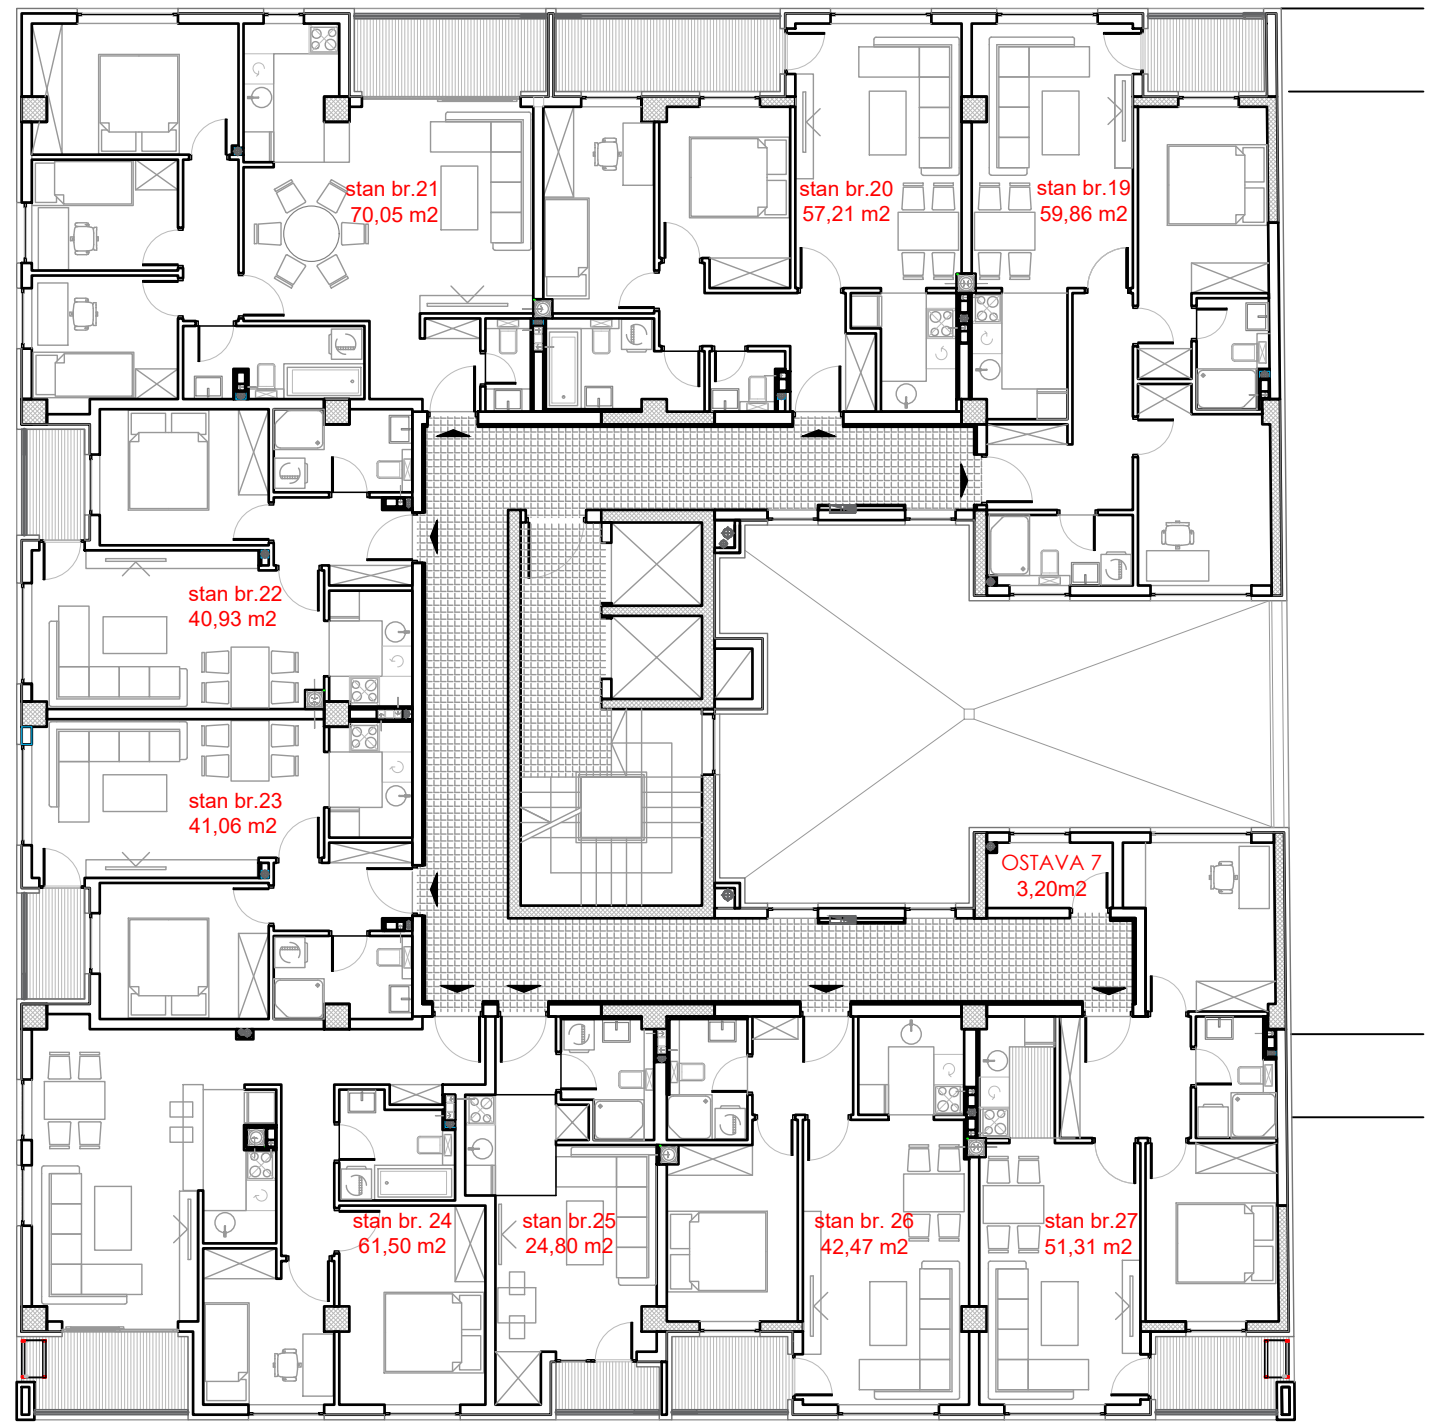 stan br.21
70,05 m2
stan br.20
57,21 m2
stan br.19
59,86 m2
stan br.22
40,93 m2
stan br.23
41,06 m2
OSTAVA 7
3,20m2
stan br. 24
61,50 m2
stan br.25
24,80 m2
stan br. 26
42,47 m2
stan br.27
51,31 m2